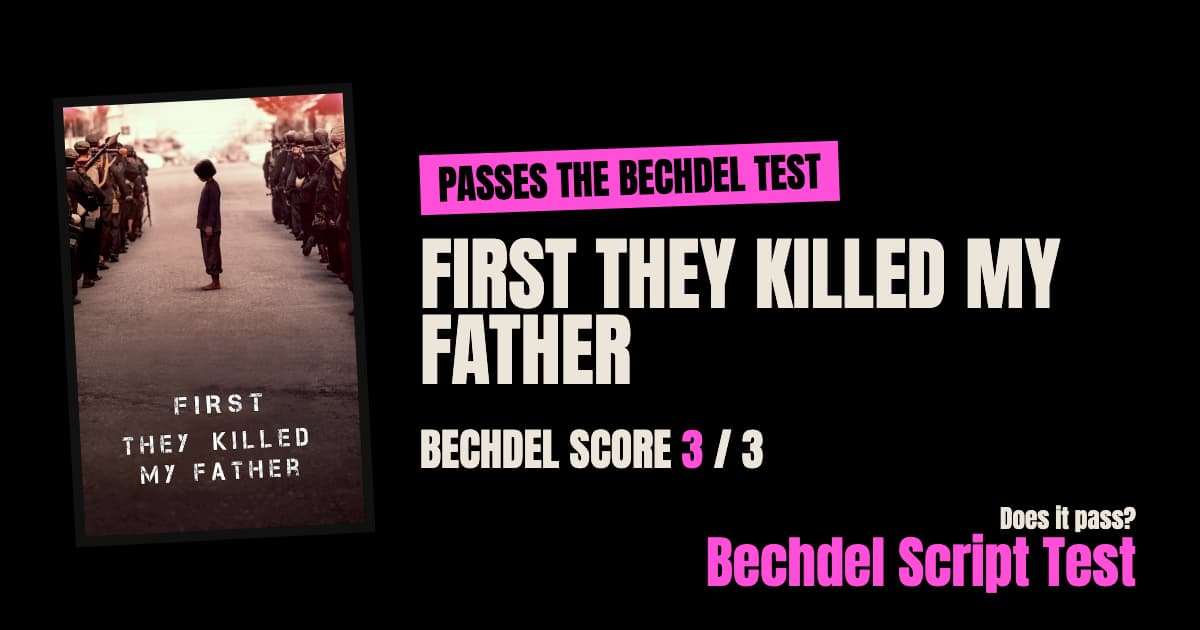 FIRST
THEY KILLED
MY FATHER
PASSES THE BECHDEL TEST
FIRST THEY KILLED MY
FATHER
BECHDEL SCORE 3 / 3
Does it pass?
Bechdel Script Test